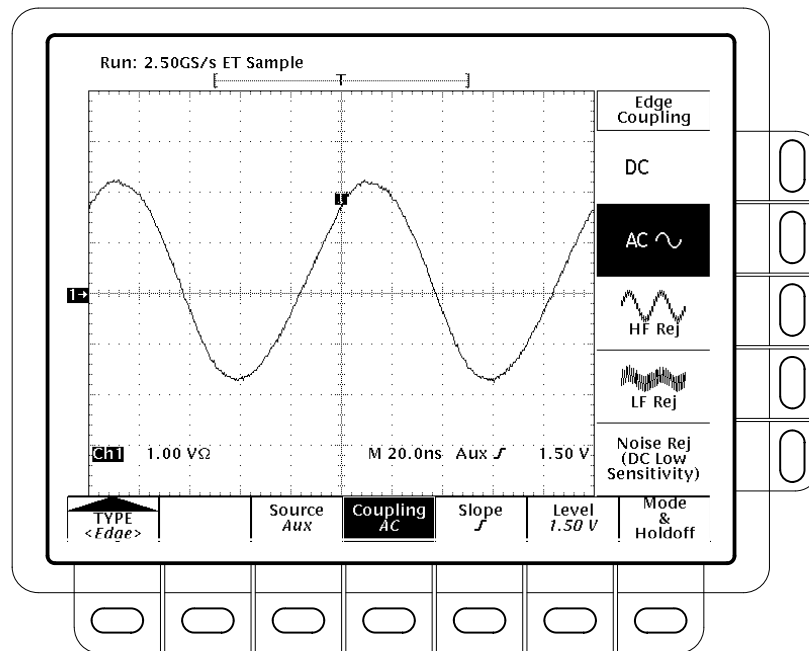 Run: 2.50GS/s ET Sample
T
T
1→
Ch1 1.00 VΩ M 20.0ns Aux 1.50 V
Edge
Coupling
DC
AC
HF Rej
LF Rej
Noise Rej
(DC Low
Sensitivity)
TYPE
<Edge>
Source
Aux
Coupling
AC
Slope
Level
1.50 V
Mode
&
Holdoff